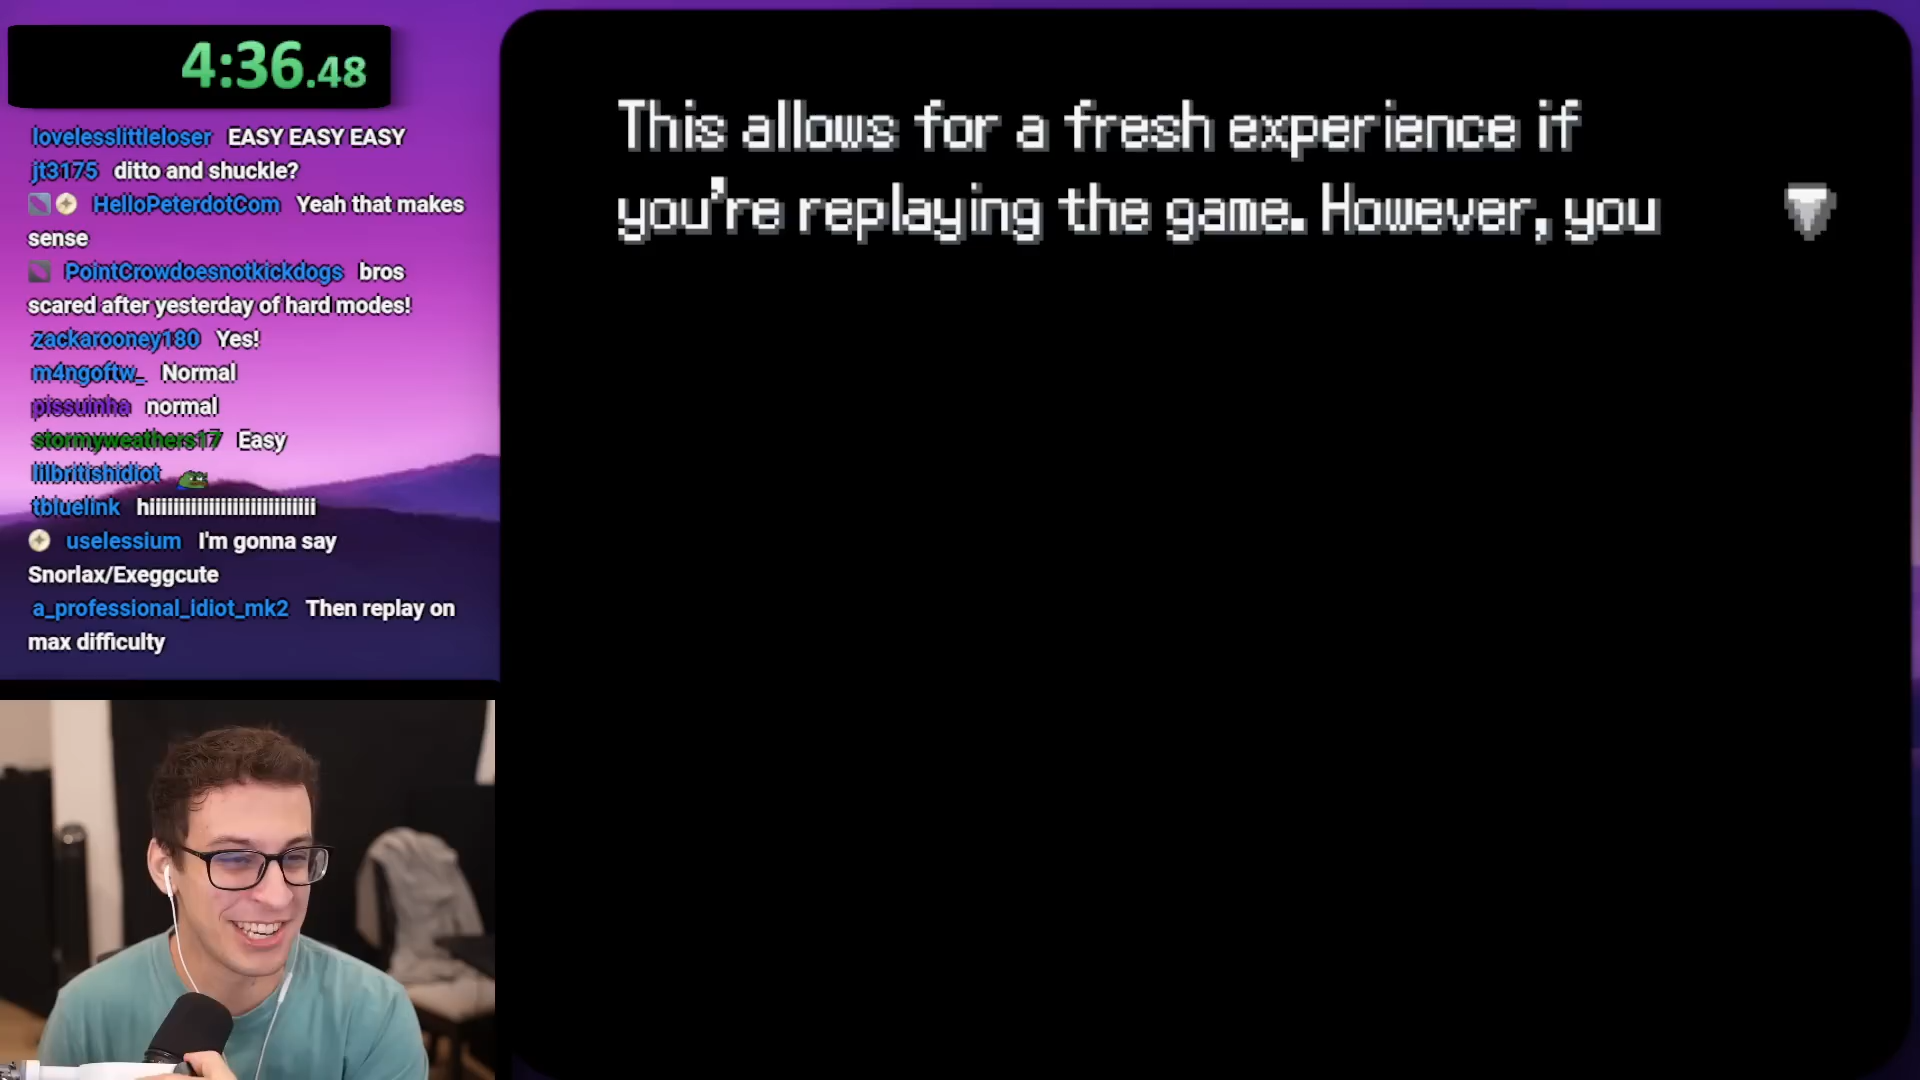 4:36.48
lovelesslittleloser EASY EASY EASY
jt3175 ditto and shuckle?
HelloPeterdotCom Yeah that makes
sense
PointCrowdoesnotkickdogs bros
scared after yesterday of hard modes!
zackarooney180 Yes!
m4ngoftw_ Normal
pissuinha normal
stormyweathers17 Easy
lilbritishidiot
tbluelink hiiiiiiiiiiiiiiiiiiiiiiiiiiiii
uselessium I'm gonna say
Snorlax/Exeggcute
a_professional_idiot_mk2 Then replay on
max difficulty
This allows for a fresh experience if
you're replaying the game. However, you